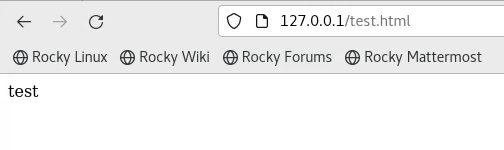 127.0.0.1/test.html
Rocky Linux Rocky Wiki Rocky Forums Rocky Mattermost
test